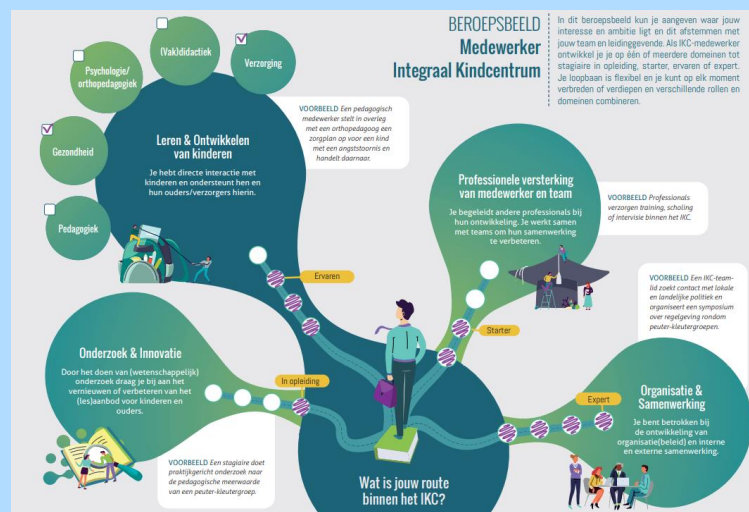 BEROEPSBEELD
Medewerker
Integraal Kindcentrum
In dit beroepsbeeld kun je aangeven waar jouw
interesse en ambitie ligt en dit afstemmen met
jouw team en leidinggevende. Als IKC-medewerker
ontwikkel je je op één of meerdere domeinen tot
stagiaire in opleiding, starter, ervaren of expert.
Je loopbaan is flexibel en je kunt op elk moment
verbreden of verdiepen en verschillende rollen en
domeinen combineren.
(Vak)didactiek
Verzorging
Psychologie/
orthopedagogiek
Gezondheid
Pedagogiek
Leren & Ontwikkelen
van kinderen
Je hebt directe interactie met
kinderen en ondersteunt hen en
hun ouders/verzorgers hierin.
VOORBEELD Een pedagogisch
medewerker stelt in overleg
met een orthopedagoog een
zorgplan op voor een kind
met een angststoornis en
handelt daarnaar.
Professionele versterking
van medewerker en team
Je begeleidt andere professionals bij
hun ontwikkeling. Je werkt samen
met teams om hun samenwerking
te verbeteren.
VOORBEELD Professionals
verzorgen training, scholing
of intervisie binnen het IKC.
VOORBEELD Een IKC-team-
lid zoekt contact met lokale
en landelijke politiek en
organiseert een symposium
over regelgeving rondom
peuter-kleutergroepen.
Ervaren
Starter
In opleiding
Expert
Onderzoek & Innovatie
Door het doen van (wetenschappelijk)
onderzoek draag je bij aan het
vernieuwen of verbeteren van het
(les)aanbod voor kinderen en
ouders.
VOORBEELD Een stagiaire doet
praktijkgericht onderzoek naar
de pedagogische meerwaarde
van een peuter-kleutergroep.
Organisatie &
Samenwerking
Je bent betrokken bij
de ontwikkeling van
organisatie(beleid) en interne
en externe samenwerking.
Wat is jouw route
binnen het IKC?